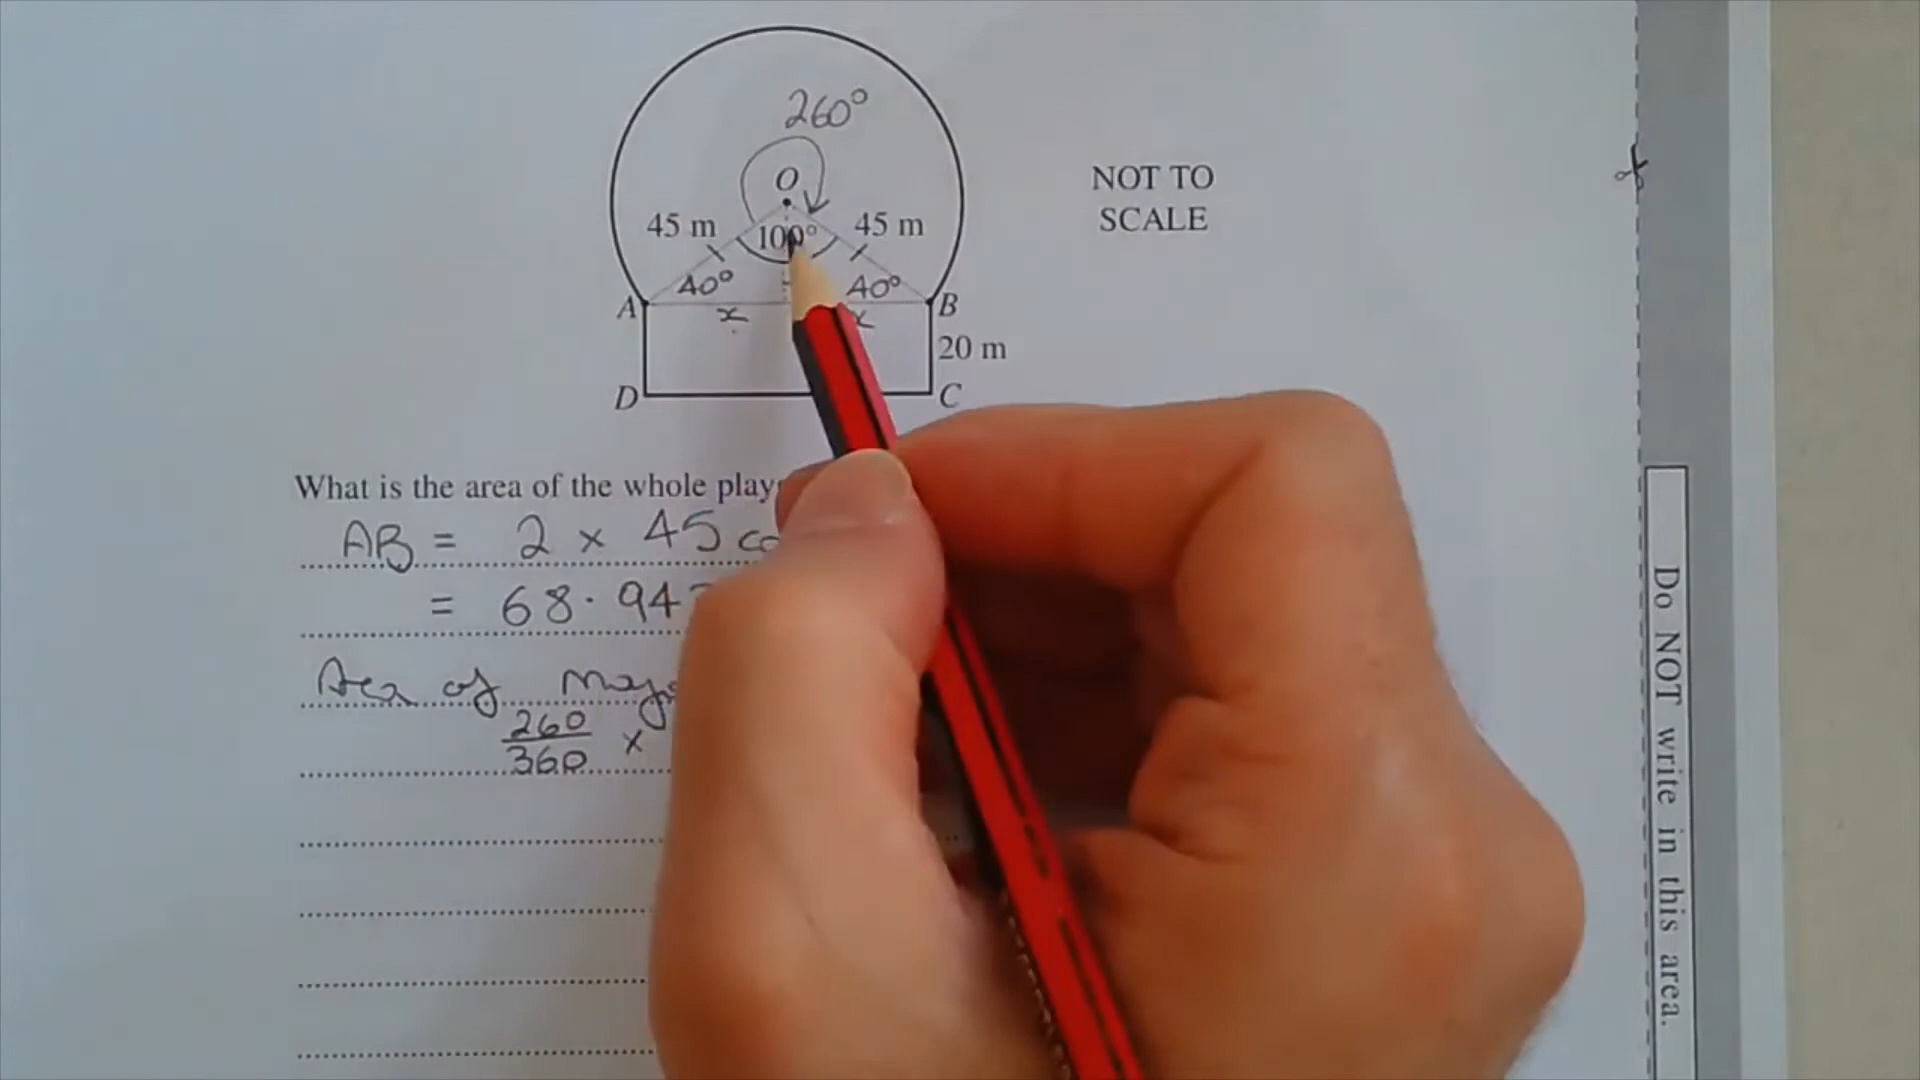 260°
O
45 m
100°
45 m
40°
40°
A
x
x
B
20 m
D
C
NOT TO
SCALE
What is the area of the whole
AB = 2 × 45
= 68.94
Area of
260
360
×
Do NOT write in this area.